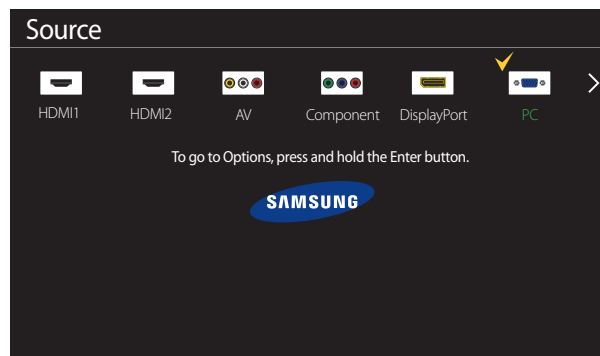 Source
HDMI1 HDMI2 AV Component DisplayPort PC
To go to Options, press and hold the Enter button.
SAMSUNG